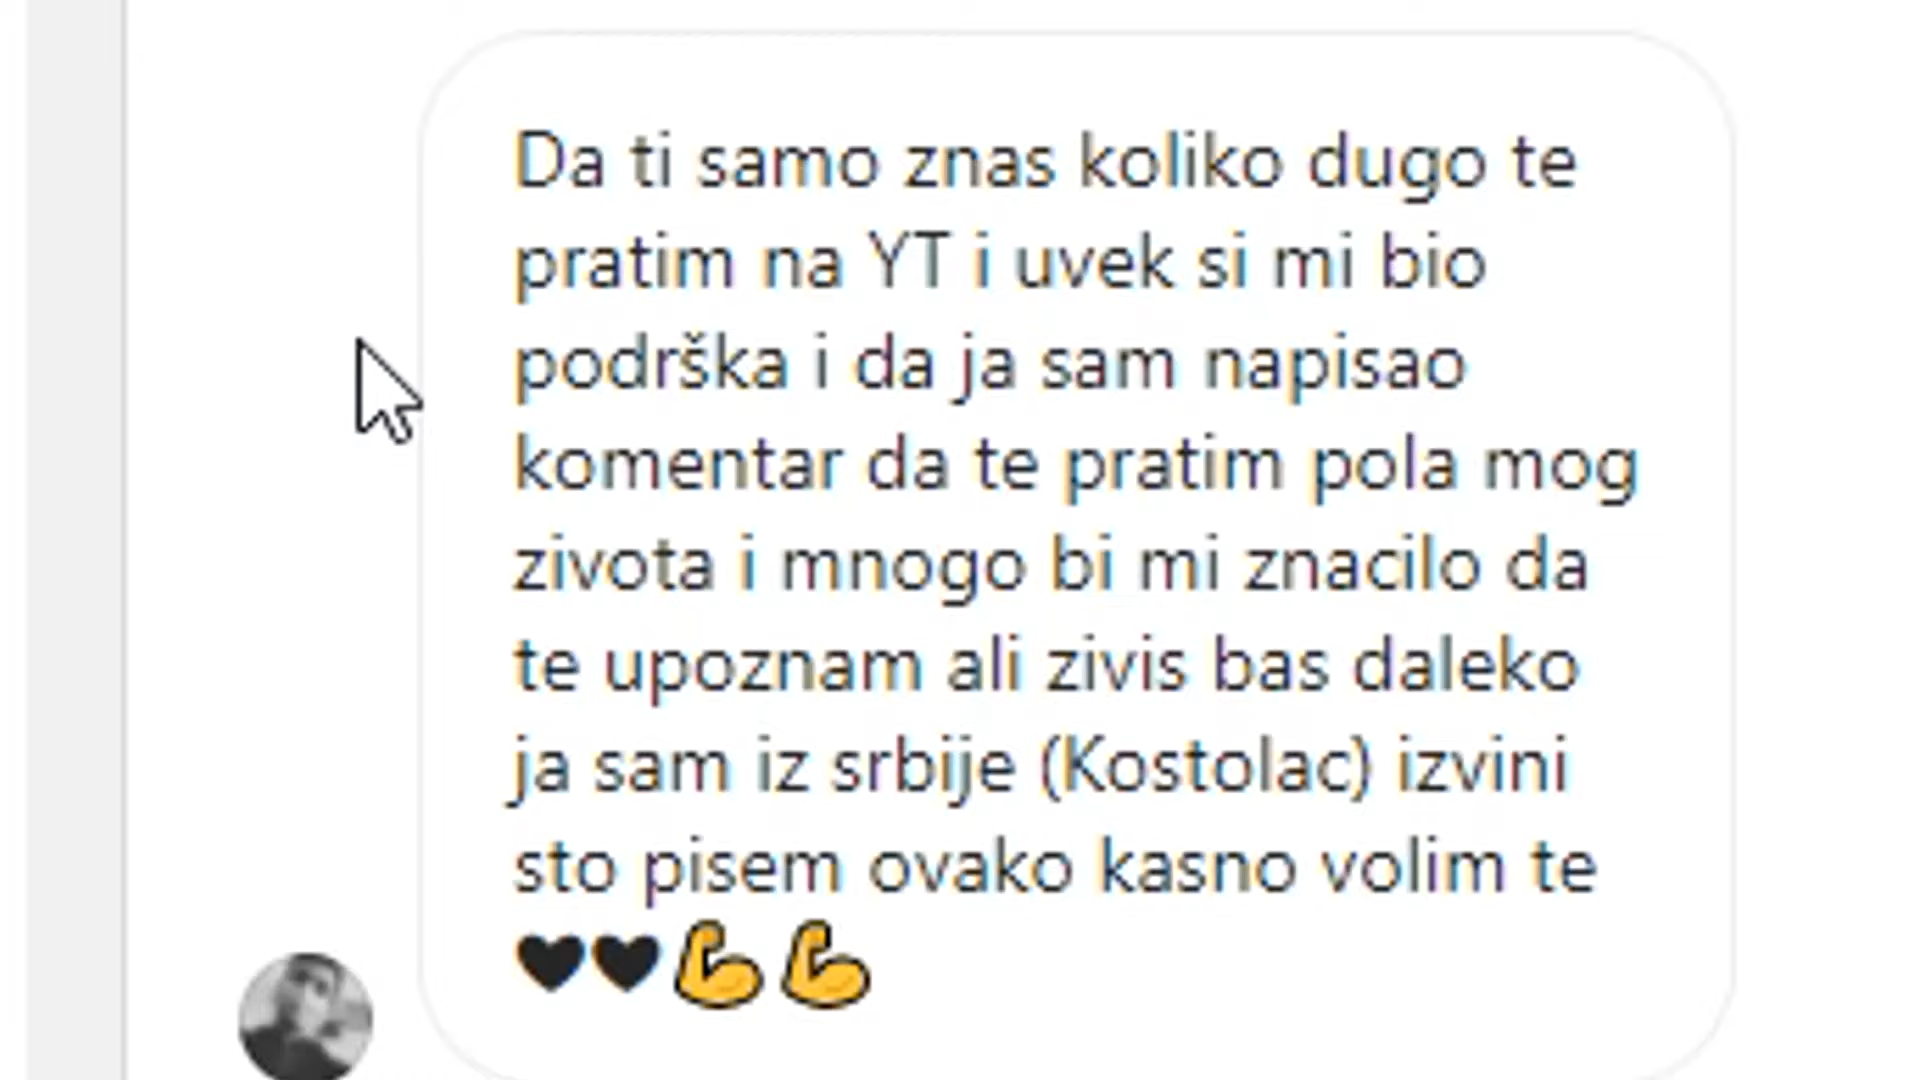 Da ti samo znas koliko dugo te
pratim na YT i uvek si mi bio
podrška i da ja sam napisao
komentar da te pratim pola mog
zivota i mnogo bi mi znacilo da
te upoznam ali zivis bas daleko
ja sam iz srbije (Kostolac) izvini
sto pisem ovako kasno volim te
🖤🖤💪💪